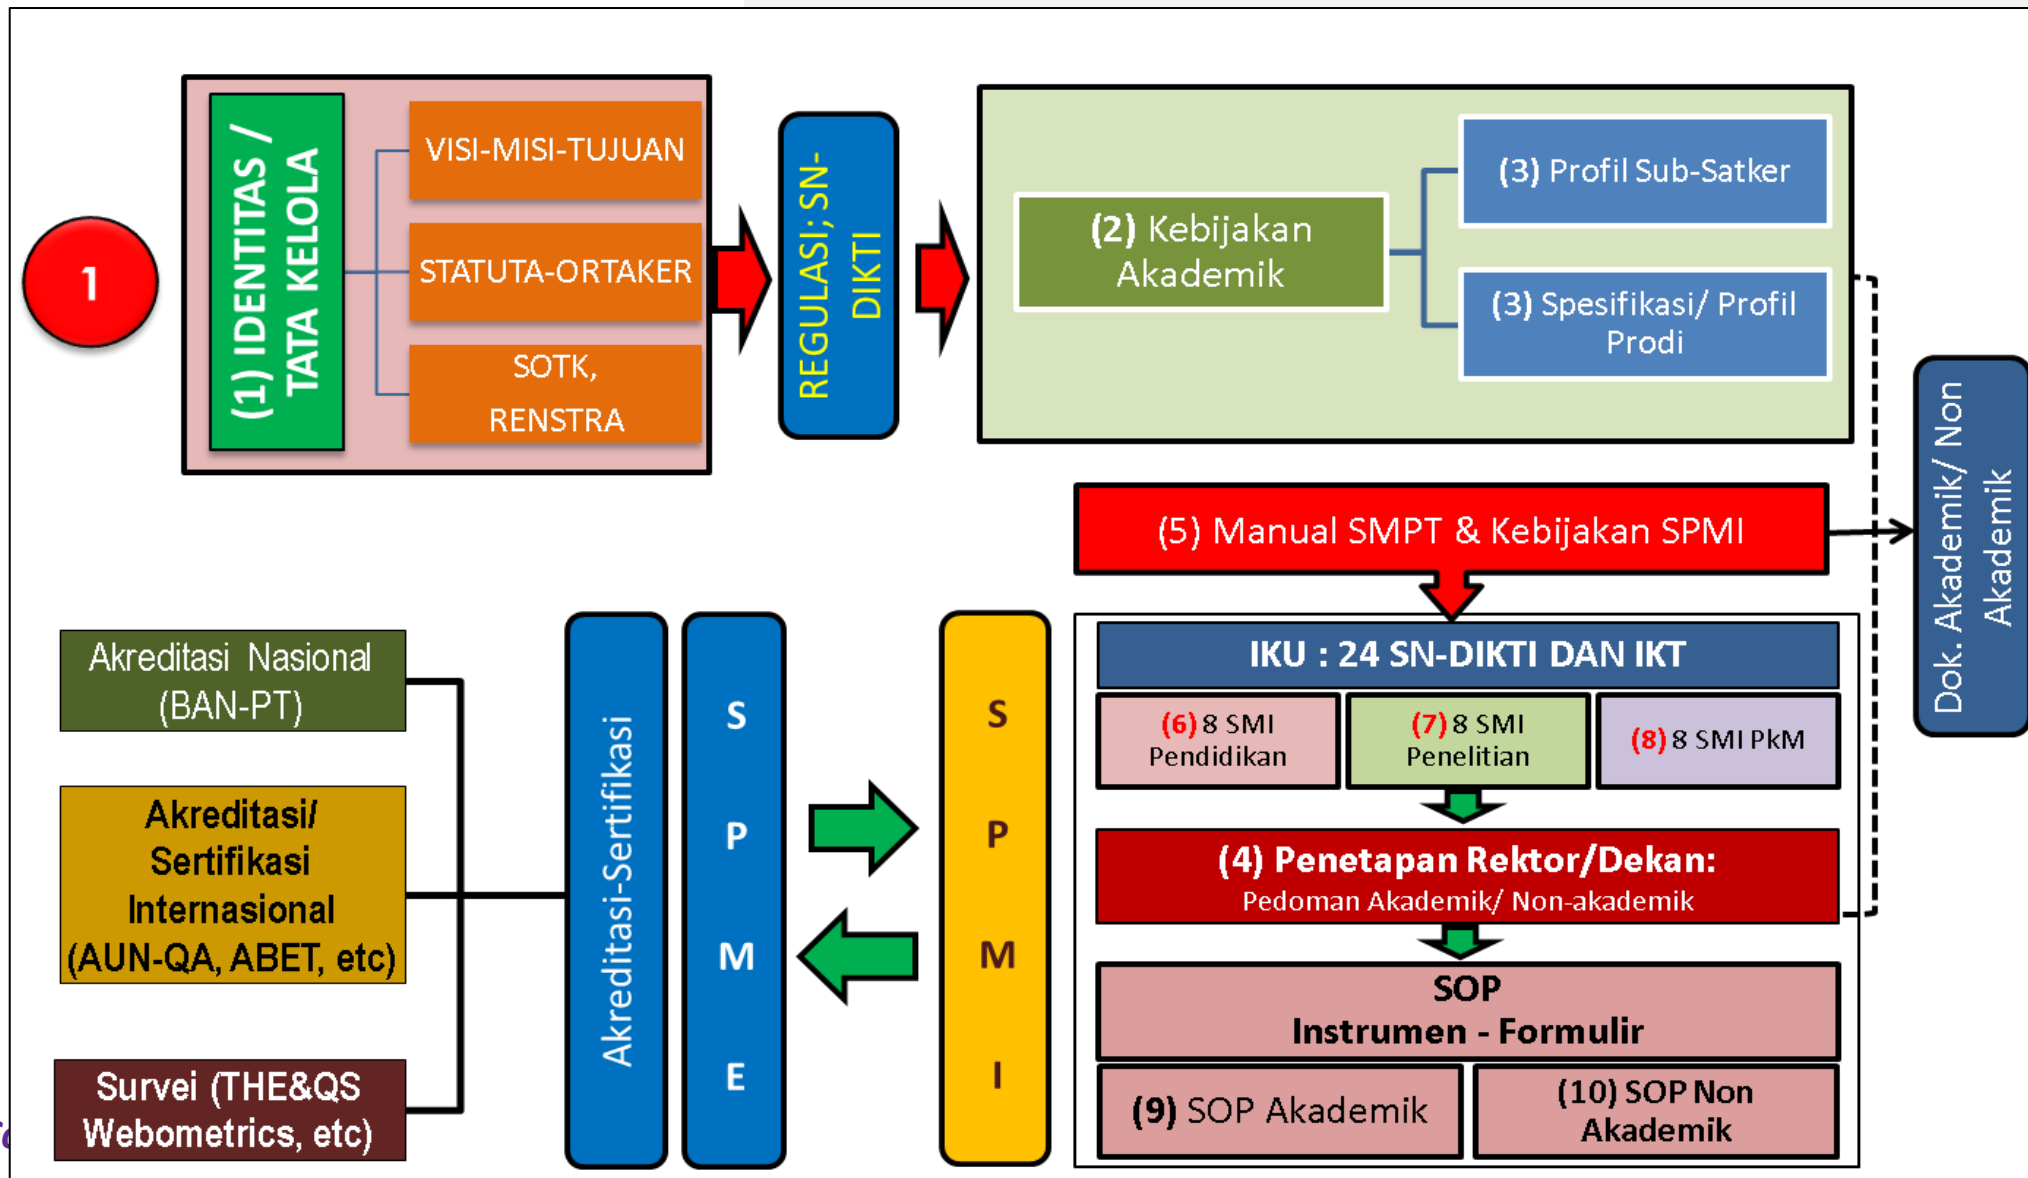 1
(1) IDENTITAS /
TATA KELOLA
VISI-MISI-TUJUAN
STATUTA-ORTAKER
SOTK,
RENSTRA
REGULASI; SN-
DIKTI
(2) Kebijakan
Akademik
(3) Profil Sub-Satker
(3) Spesifikasi/ Profil
Prodi
Dok. Akademik/ Non
Akademik
(5) Manual SMPT & Kebijakan SPMI
IKU : 24 SN-DIKTI DAN IKT
(6) 8 SMI
Pendidikan
(7) 8 SMI
Penelitian
(8) 8 SMI PkM
(4) Penetapan Rektor/Dekan:
Pedoman Akademik/ Non-akademik
SOP
Instrumen - Formulir
(9) SOP Akademik
(10) SOP Non
Akademik
S
P
M
I
S
P
M
E
Akreditasi-Sertifikasi
Akreditasi Nasional
(BAN-PT)
Akreditasi/
Sertifikasi
Internasional
(AUN-QA, ABET, etc)
Survei (THE&QS
Webometrics, etc)